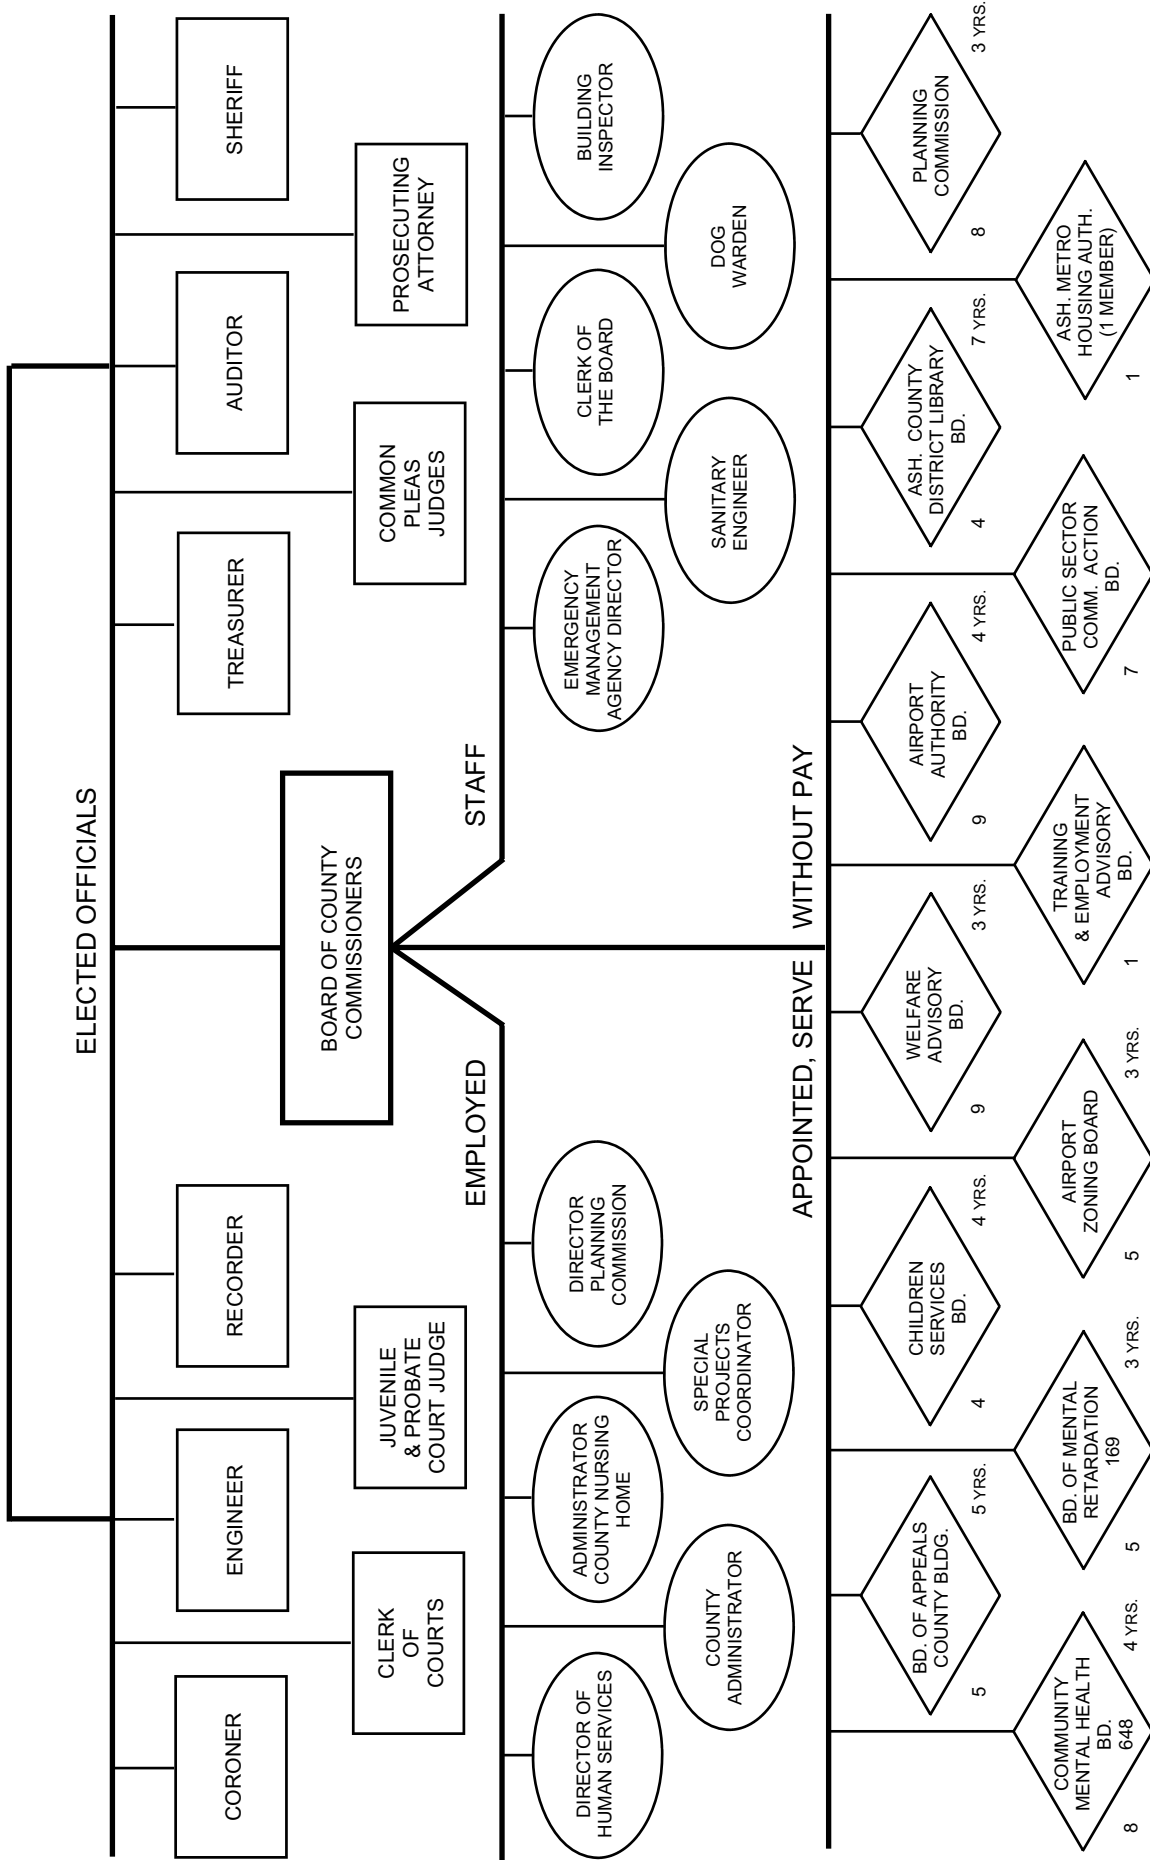 ELECTED OFFICIALS
CORONER
ENGINEER
RECORDER
TREASURER
AUDITOR
SHERIFF
BOARD OF COUNTY
COMMISSIONERS
CLERK
OF
COURTS
JUVENILE
& PROBATE
COURT JUDGE
COMMON
PLEAS
JUDGES
PROSECUTING
ATTORNEY
EMPLOYED
STAFF
DIRECTOR OF
HUMAN SERVICES
ADMINISTRATOR
COUNTY NURSING
HOME
DIRECTOR
PLANNING
COMMISSION
EMERGENCY
MANAGEMENT
AGENCY DIRECTOR
CLERK OF
THE BOARD
BUILDING
INSPECTOR
COUNTY
ADMINISTRATOR
SPECIAL
PROJECTS
COORDINATOR
SANITARY
ENGINEER
DOG
WARDEN
APPOINTED, SERVE
WITHOUT PAY
BD. OF APPEALS
COUNTY BLDG.
5
5 YRS.
CHILDREN
SERVICES
BD.
4
4 YRS.
WELFARE
ADVISORY
BD.
9
3 YRS.
AIRPORT
AUTHORITY
BD.
9
4 YRS.
ASH. COUNTY
DISTRICT LIBRARY
BD.
4
7 YRS.
PLANNING
COMMISSION
8
3 YRS.
COMMUNITY
MENTAL HEALTH
BD.
648
8
4 YRS.
BD. OF MENTAL
RETARDATION
169
5
3 YRS.
AIRPORT
ZONING BOARD
5
3 YRS.
TRAINING
& EMPLOYMENT
ADVISORY
BD.
1
PUBLIC SECTOR
COMM. ACTION
BD.
7
ASH. METRO
HOUSING AUTH.
(1 MEMBER)
1